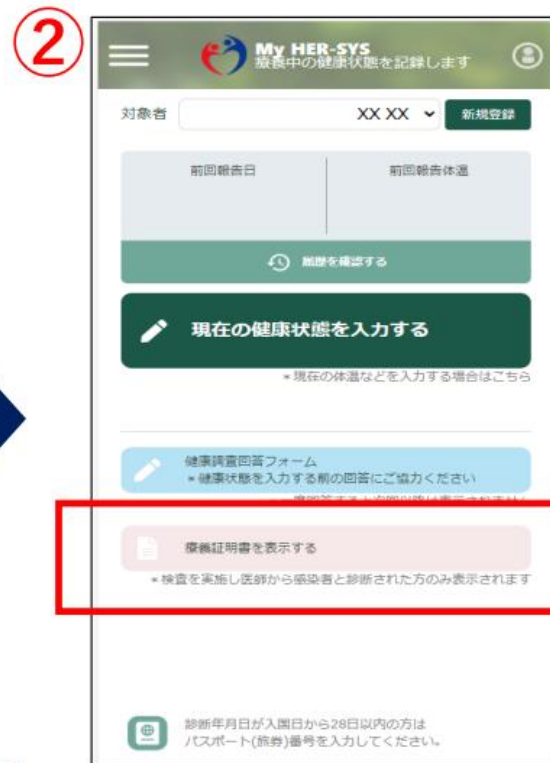 ②
My HER-SYS
療養中の健康状態を記録します
対象者 XX XX 新規登録
前回報告日 前回報告体温
履歴を確認する
現在の健康状態を入力する
*現在の体温などを入力する場合はこちら
健康調査回答フォーム
*健康状態を入力する前の回答にご協力ください
療養証明書を表示する
*検査を実施し医師から感染者と診断された方のみ表示されます
診断年月日が入国日から28日以内の方は
パスポート(旅券)番号を入力してください。